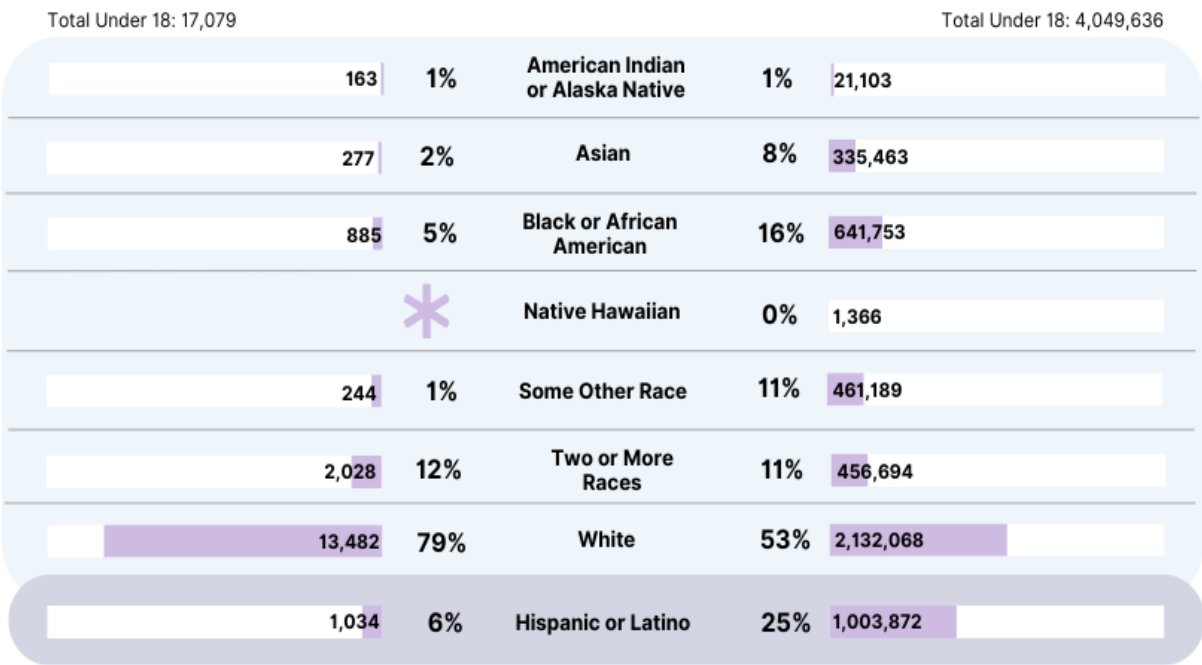 Total Under 18: 17,079 Total Under 18: 4,049,636
163 1% American Indian or Alaska Native 1% 21,103
277 2% Asian 8% 335,463
885 5% Black or African American 16% 641,753
* Native Hawaiian 0% 1,366
244 1% Some Other Race 11% 461,189
2,028 12% Two or More Races 11% 456,694
13,482 79% White 53% 2,132,068
1,034 6% Hispanic or Latino 25% 1,003,872